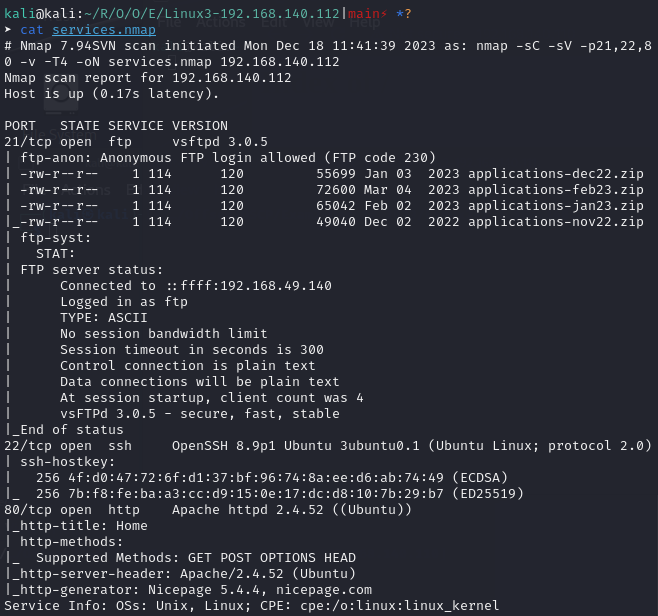 kali@kali:~/R/O/O/E/Linux3-192.168.140.112|main⚡ *?
➤ cat services.nmap
# Nmap 7.94SVN scan initiated Mon Dec 18 11:41:39 2023 as: nmap -sC -sV -p21,22,8
0 -v -T4 -oN services.nmap 192.168.140.112
Nmap scan report for 192.168.140.112
Host is up (0.17s latency).

PORT   STATE SERVICE VERSION
21/tcp open  ftp     vsftpd 3.0.5
| ftp-anon: Anonymous FTP login allowed (FTP code 230)
| -rw-r--r--    1 114      120         55699 Jan 03  2023 applications-dec22.zip
| -rw-r--r--    1 114      120         72600 Mar 04  2023 applications-feb23.zip
| -rw-r--r--    1 114      120         65042 Feb 02  2023 applications-jan23.zip
|_-rw-r--r--    1 114      120         49040 Dec 02  2022 applications-nov22.zip
| ftp-syst:
|   STAT:
| FTP server status:
|      Connected to ::ffff:192.168.49.140
|      Logged in as ftp
|      TYPE: ASCII
|      No session bandwidth limit
|      Session timeout in seconds is 300
|      Control connection is plain text
|      Data connections will be plain text
|      At session startup, client count was 4
|      vsFTPd 3.0.5 - secure, fast, stable
|_End of status
22/tcp open  ssh     OpenSSH 8.9p1 Ubuntu 3ubuntu0.1 (Ubuntu Linux; protocol 2.0)
| ssh-hostkey:
|   256 4f:d0:47:72:6f:d1:37:bf:96:74:8a:ee:d6:ab:74:49 (ECDSA)
|_  256 7b:f8:fe:ba:a3:cc:d9:15:0e:17:dc:d8:10:7b:29:b7 (ED25519)
80/tcp open  http    Apache httpd 2.4.52 ((Ubuntu))
|_http-title: Home
| http-methods:
|_  Supported Methods: GET POST OPTIONS HEAD
|_http-server-header: Apache/2.4.52 (Ubuntu)
|_http-generator: Nicepage 5.4.4, nicepage.com
Service Info: OSs: Unix, Linux; CPE: cpe:/o:linux:linux_kernel